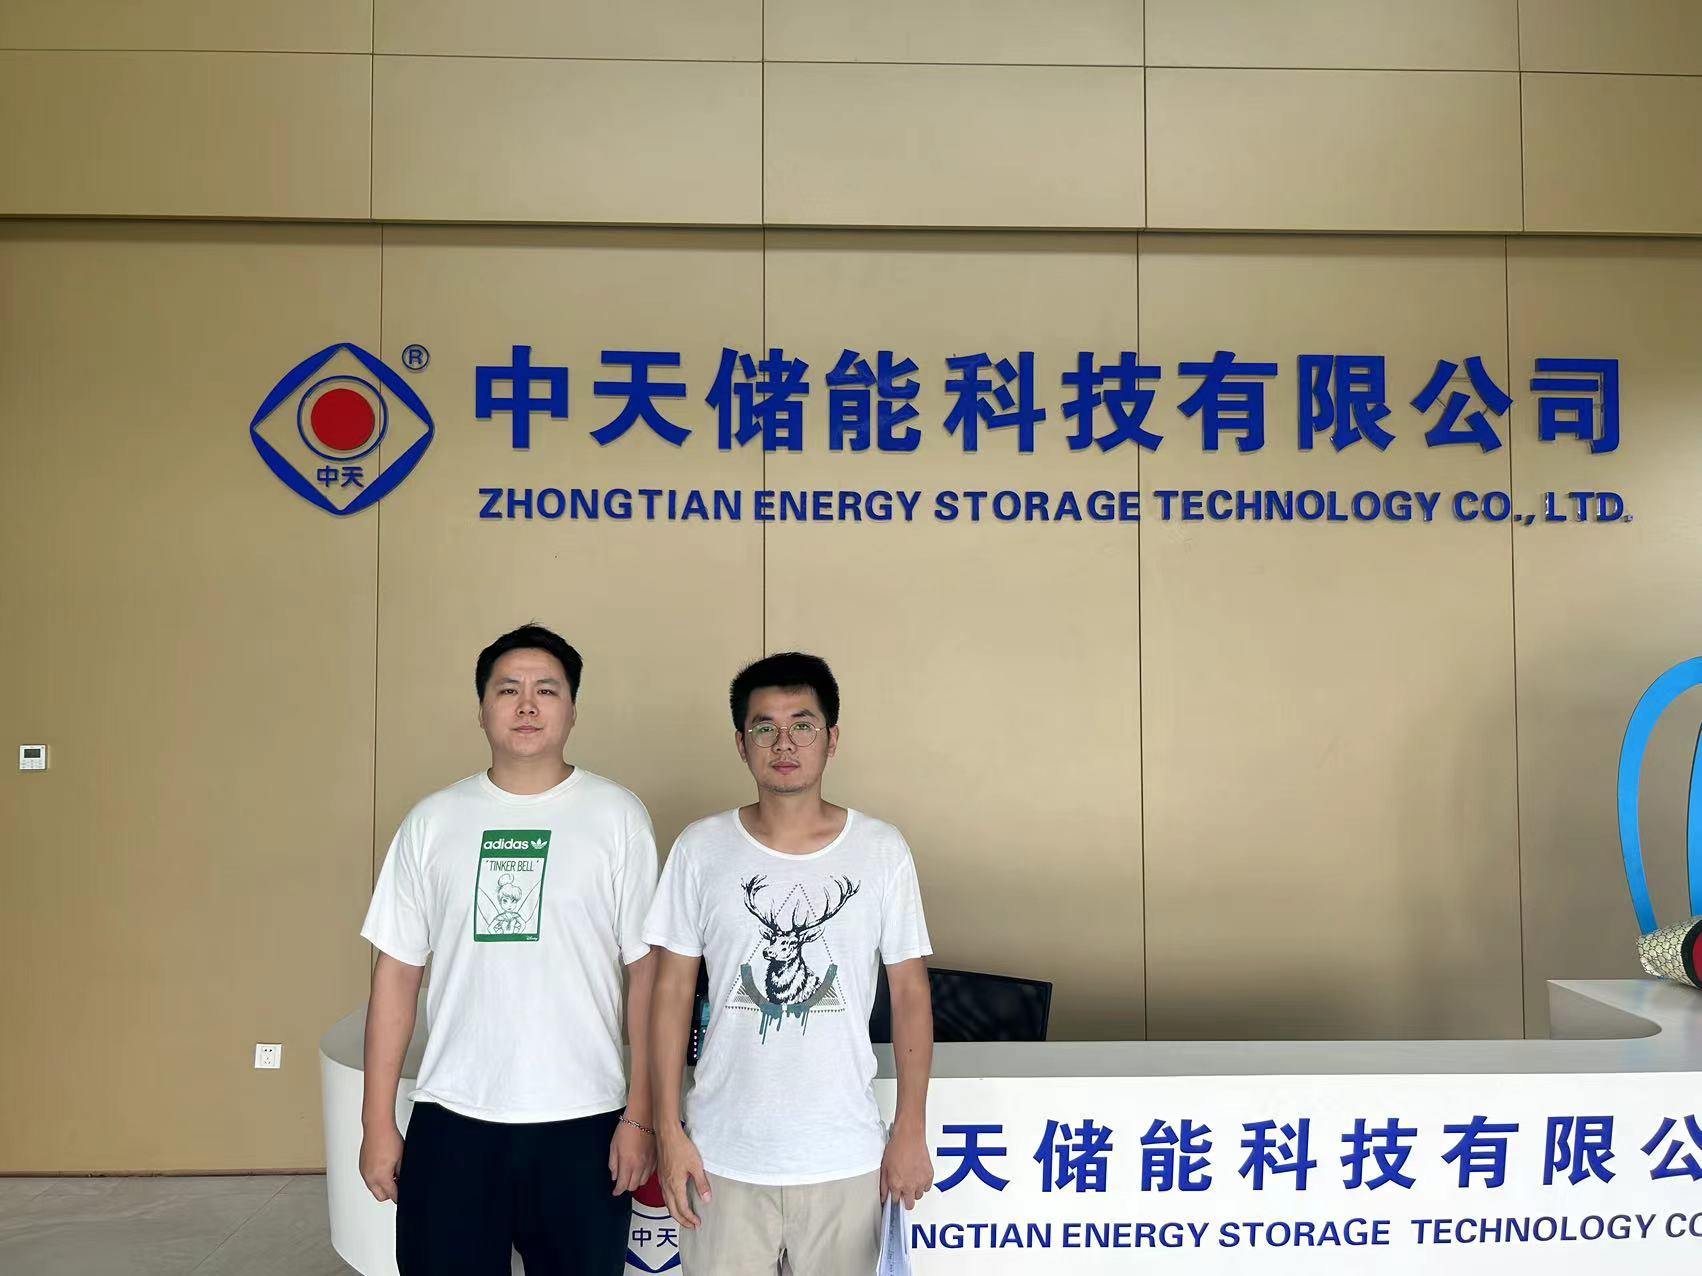 ®
中天储能科技有限公司
中天
ZHONGTIAN ENERGY STORAGE TECHNOLOGY CO., LTD.
adidas
"TINKER BELL"
Disney
天储能科技有限公
NGTIAN ENERGY STORAGE TECHNOLOGY CO
中天